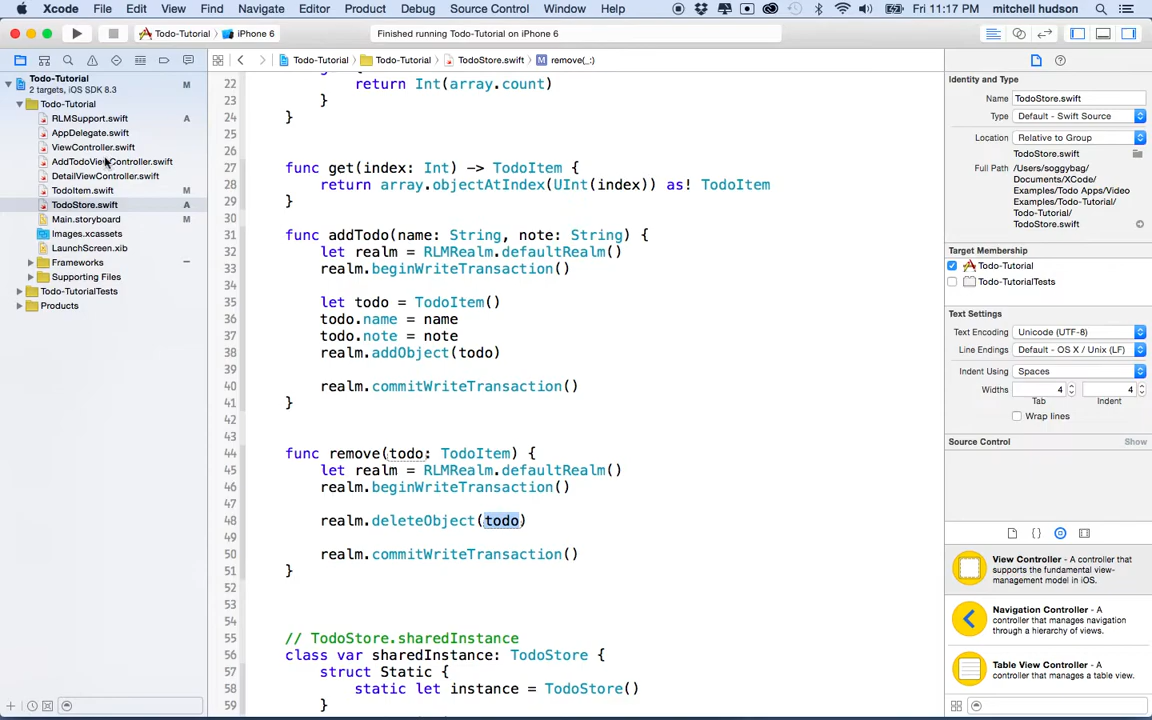 Xcode File Edit View Find Navigate Editor Product Debug Source Control Window Help Fri 11:17 PM mitchell hudson
Todo-Tutorial iPhone 6 Finished running Todo-Tutorial on iPhone 6
Todo-Tutorial Todo-Tutorial TodoStore.swift M remove(_:)
Todo-Tutorial
2 targets, iOS SDK 8.3 M
Todo-Tutorial
RLMSupport.swift A
AppDelegate.swift
ViewController.swift
AddTodoViewController.swift
DetailViewController.swift
TodoItem.swift M
TodoStore.swift A
Main.storyboard M
Images.xcassets
LaunchScreen.xib
Frameworks
Supporting Files
Todo-TutorialTests
Products
22 return Int(array.count)
23 }
24 }
25
26
27 func get(index: Int) -> TodoItem {
28 return array.objectAtIndex(UInt(index)) as! TodoItem
29 }
30
31 func addTodo(name: String, note: String) {
32 let realm = RLMRealm.defaultRealm()
33 realm.beginWriteTransaction()
34
35 let todo = TodoItem()
36 todo.name = name
37 todo.note = note
38 realm.addObject(todo)
39
40 realm.commitWriteTransaction()
41 }
42
43
44 func remove(todo: TodoItem) {
45 let realm = RLMRealm.defaultRealm()
46 realm.beginWriteTransaction()
47
48 realm.deleteObject(todo)
49
50 realm.commitWriteTransaction()
51 }
52
53
54
55 // TodoStore.sharedInstance
56 class var sharedInstance: TodoStore {
57 struct Static {
58 static let instance = TodoStore()
59 }
Identity and Type
Name TodoStore.swift
Type Default - Swift Source
Location Relative to Group
TodoStore.swift
Full Path /Users/soggybag/
Documents/XCode/
Examples/Todo Apps/Video
Examples/Todo-Tutorial/
Todo-Tutorial/
TodoStore.swift
Target Membership
Todo-Tutorial
Todo-TutorialTests
Text Settings
Text Encoding Unicode (UTF-8)
Line Endings Default - OS X / Unix (LF)
Indent Using Spaces
Widths 4 4
Tab Indent
Wrap lines
Source Control Show
View Controller - A controller that
supports the fundamental view-
management model in iOS.
Navigation Controller - A
controller that manages navigation
through a hierarchy of views.
Table View Controller - A
controller that manages a table view.